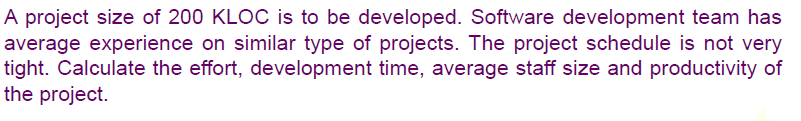 A project size of 200 KLOC is to be developed. Software development team has
average experience on similar type of projects. The project schedule is not very
tight. Calculate the effort, development time, average staff size and productivity of
the project.